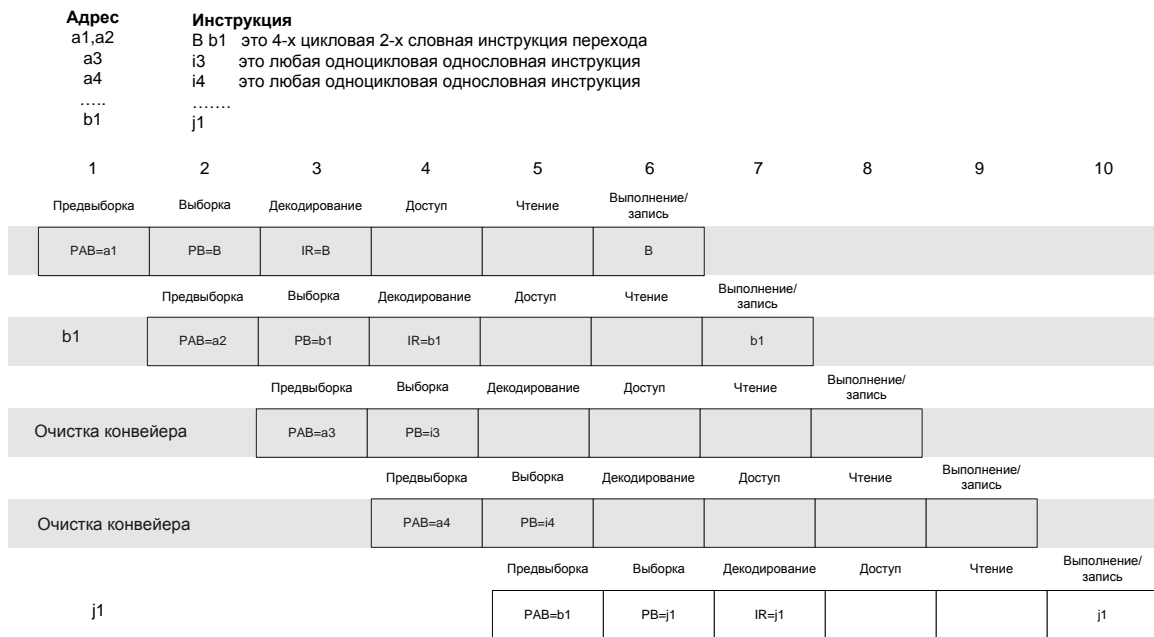 Адрес Инструкция
a1,a2 B b1 это 4-х цикловая 2-х словная инструкция перехода
a3 i3 это любая одноцикловая однословная инструкция
a4 i4 это любая одноцикловая однословная инструкция
….. …….
b1 j1
1 2 3 4 5 6 7 8 9 10
Предвыборка Выборка Декодирование Доступ Чтение Выполнение/
запись
PAB=a1 PB=B IR=B B
Предвыборка Выборка Декодирование Доступ Чтение Выполнение/
запись
b1 PAB=a2 PB=b1 IR=b1 b1
Предвыборка Выборка Декодирование Доступ Чтение Выполнение/
запись
Очистка конвейера PAB=a3 PB=i3
Предвыборка Выборка Декодирование Доступ Чтение Выполнение/
запись
Очистка конвейера PAB=a4 PB=i4
Предвыборка Выборка Декодирование Доступ Чтение Выполнение/
запись
j1 PAB=b1 PB=j1 IR=j1 j1